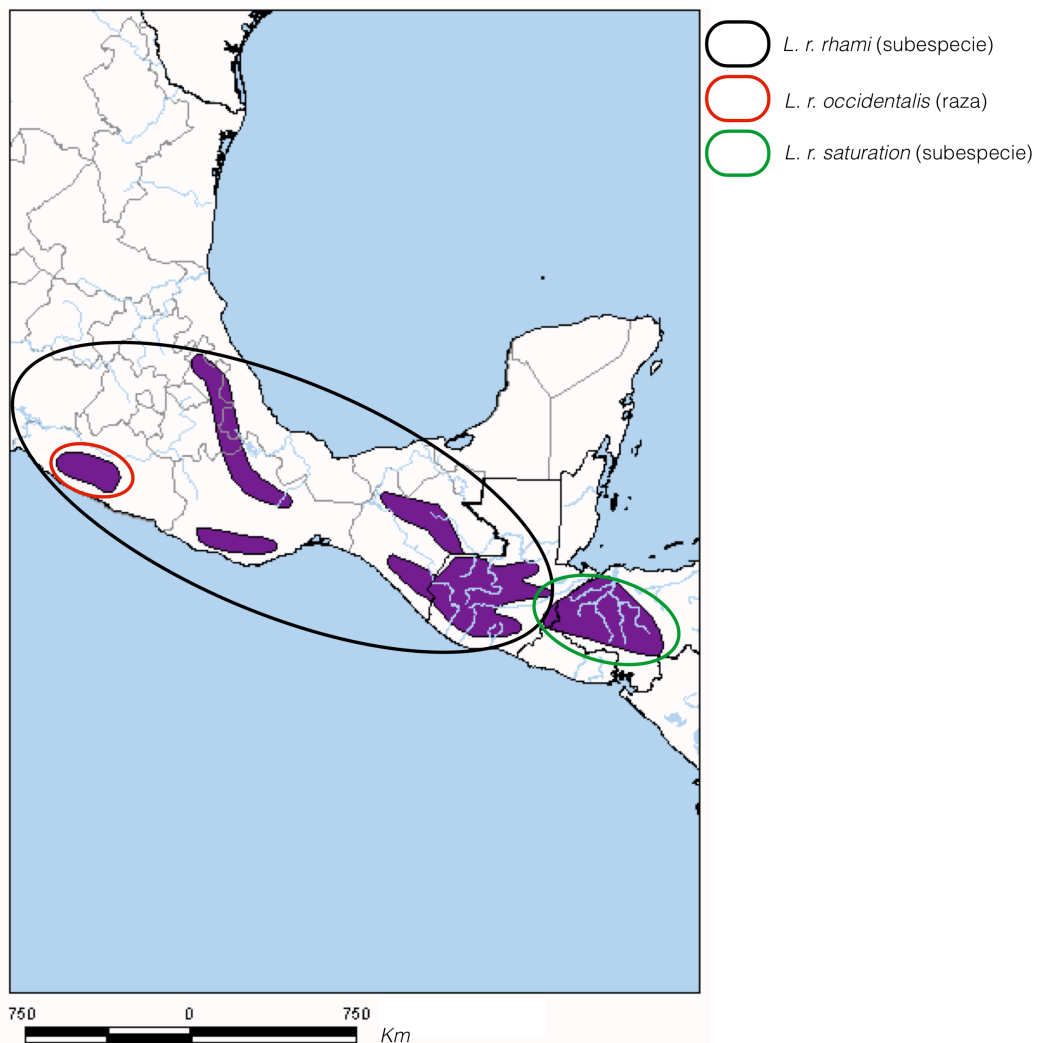 L. r. rhami (subespecie)
L. r. occidentalis (raza)
L. r. saturation (subespecie)
750 0 750
Km